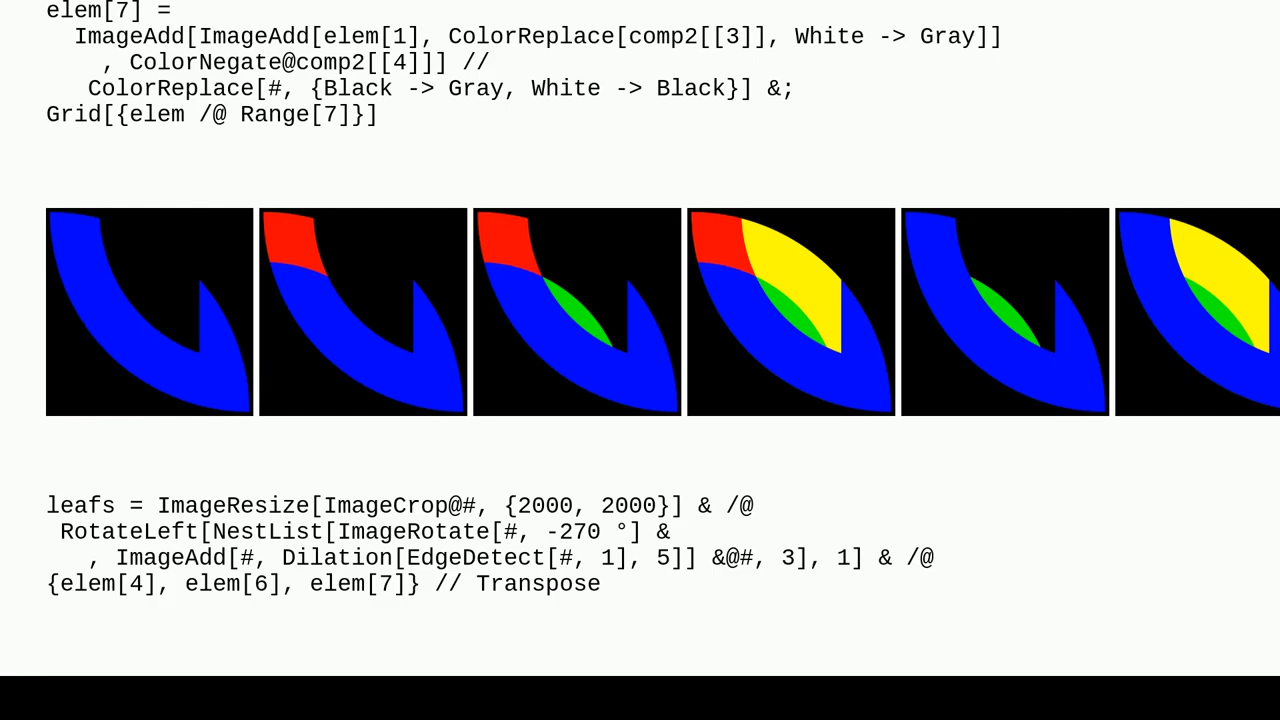 elem[7] =
ImageAdd[ImageAdd[elem[1], ColorReplace[comp2[[3]], White -> Gray]]
, ColorNegate@comp2[[4]]] //
ColorReplace[#, {Black -> Gray, White -> Black}] &;
Grid[{elem /@ Range[7]}]
leafs = ImageResize[ImageCrop@#, {2000, 2000}] & /@
RotateLeft[NestList[ImageRotate[#, -270 °] &
, ImageAdd[#, Dilation[EdgeDetect[#, 1], 5]] &@#, 3], 1] & /@
{elem[4], elem[6], elem[7]} // Transpose